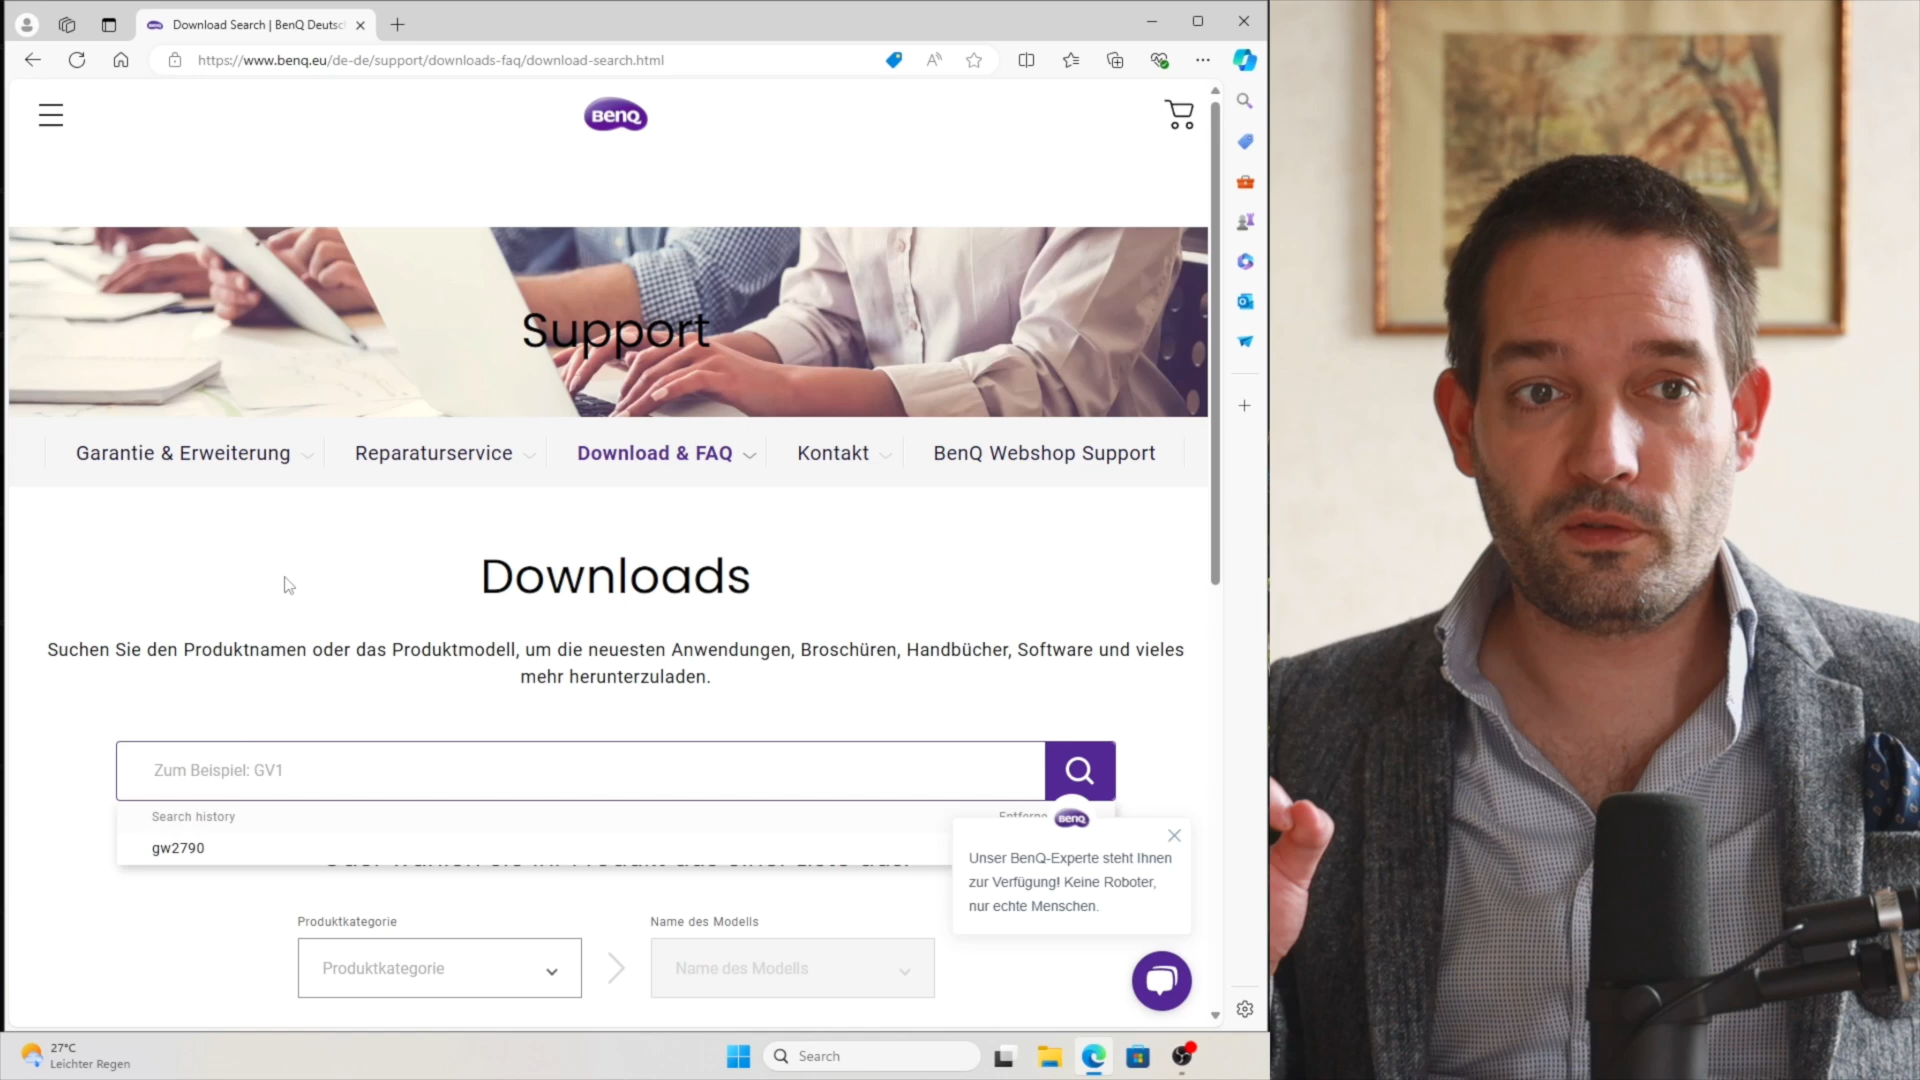 Download Search | BenQ Deutsc
https://www.benq.eu/de-de/support/downloads-faq/download-search.html
BenQ
Support
Garantie & Erweiterung
Reparaturservice
Download & FAQ
Kontakt
BenQ Webshop Support
Downloads
Suchen Sie den Produktnamen oder das Produktmodell, um die neuesten Anwendungen, Broschüren, Handbücher, Software und vieles
mehr herunterzuladen.
Zum Beispiel: GV1
Search history
gw2790
BenQ
Unser BenQ-Experte steht Ihnen
zur Verfügung! Keine Roboter,
nur echte Menschen.
Produktkategorie
Name des Modells
Produktkategorie
Name des Modells
27°C
Leichter Regen
Search